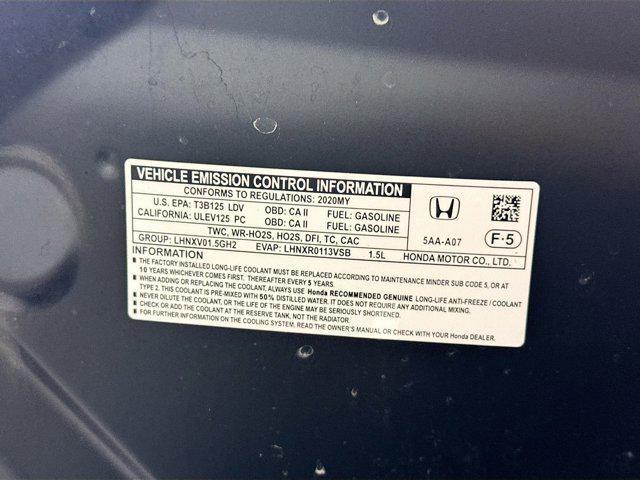 VEHICLE EMISSION CONTROL INFORMATION
CONFORMS TO REGULATIONS: 2020MY
U.S. EPA: T3B125 LDV OBD: CA II FUEL: GASOLINE
CALIFORNIA: ULEV125 PC OBD: CA II FUEL: GASOLINE
TWC, WR-HO2S, HO2S, DFI, TC, CAC
GROUP: LHNXV01.5GH2 EVAP: LHNXR0113VSB 1.5L
5AA-A07 F-5
HONDA MOTOR CO., LTD.
INFORMATION
■ THE FACTORY INSTALLED LONG-LIFE COOLANT MUST BE REPLACED ACCORDING TO MAINTENANCE MINDER SUB CODE 5, OR AT
10 YEARS WHICHEVER COMES FIRST. THEREAFTER EVERY 5 YEARS.
■ WHEN ADDING OR REPLACING THE COOLANT, ALWAYS USE Honda RECOMMENDED GENUINE LONG-LIFE ANTI-FREEZE / COOLANT
TYPE 2. THIS COOLANT IS PRE-MIXED WITH 50% DISTILLED WATER. IT DOES NOT REQUIRE ANY ADDITIONAL MIXING.
■ NEVER DILUTE THE COOLANT, OR THE LIFE OF THE ENGINE MAY BE SERIOUSLY SHORTENED.
■ CHECK OR ADD THE COOLANT AT THE RESERVE TANK, NOT THE RADIATOR.
■ FOR FURTHER INFORMATION ON THE COOLING SYSTEM, READ THE OWNER'S MANUAL OR CHECK WITH YOUR Honda DEALER.